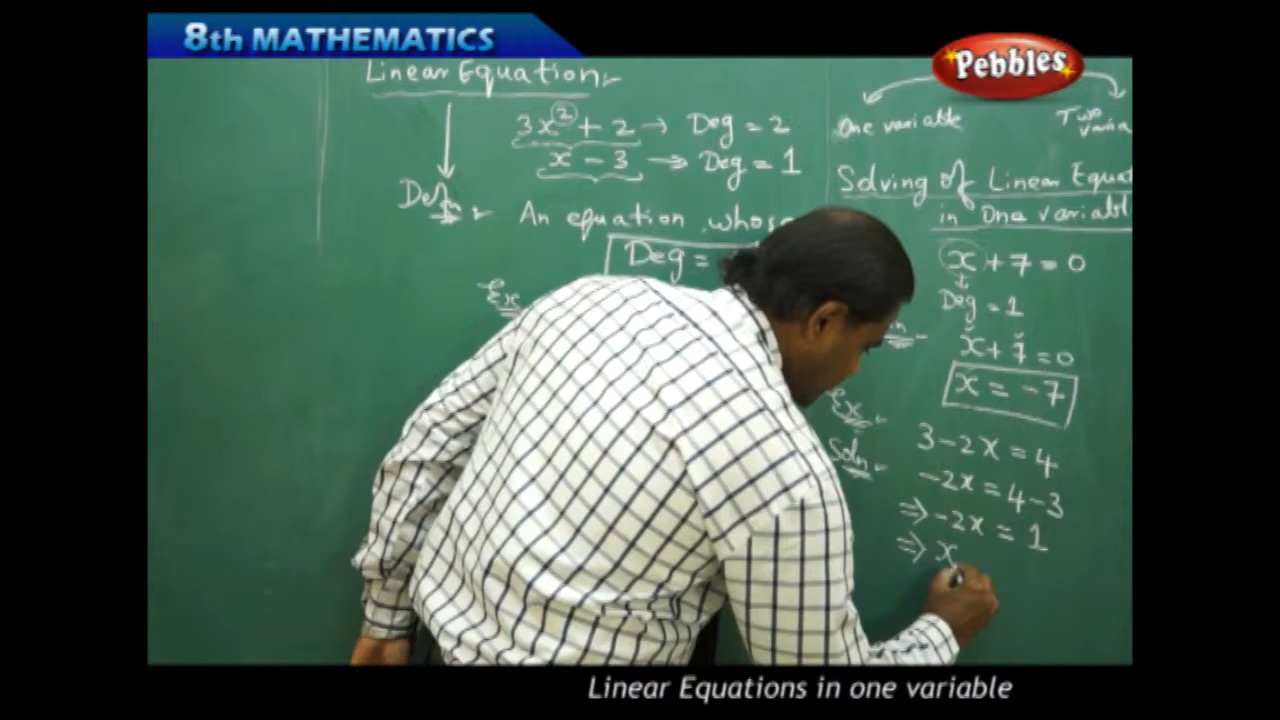 8th MATHEMATICS
Pebbles
Linear Equation
3x² + 2 → Deg = 2
x - 3 → Deg = 1
Defn
An equation whose
Deg =
Ex
One variable
Two
Solving of Linear Equat
in One Variabl
x + 7 = 0
Deg = 1
x + 7 = 0
x = -7
Ex
3 - 2x = 4
Soln
-2x = 4 - 3
⇒ -2x = 1
⇒ x
Linear Equations in one variable